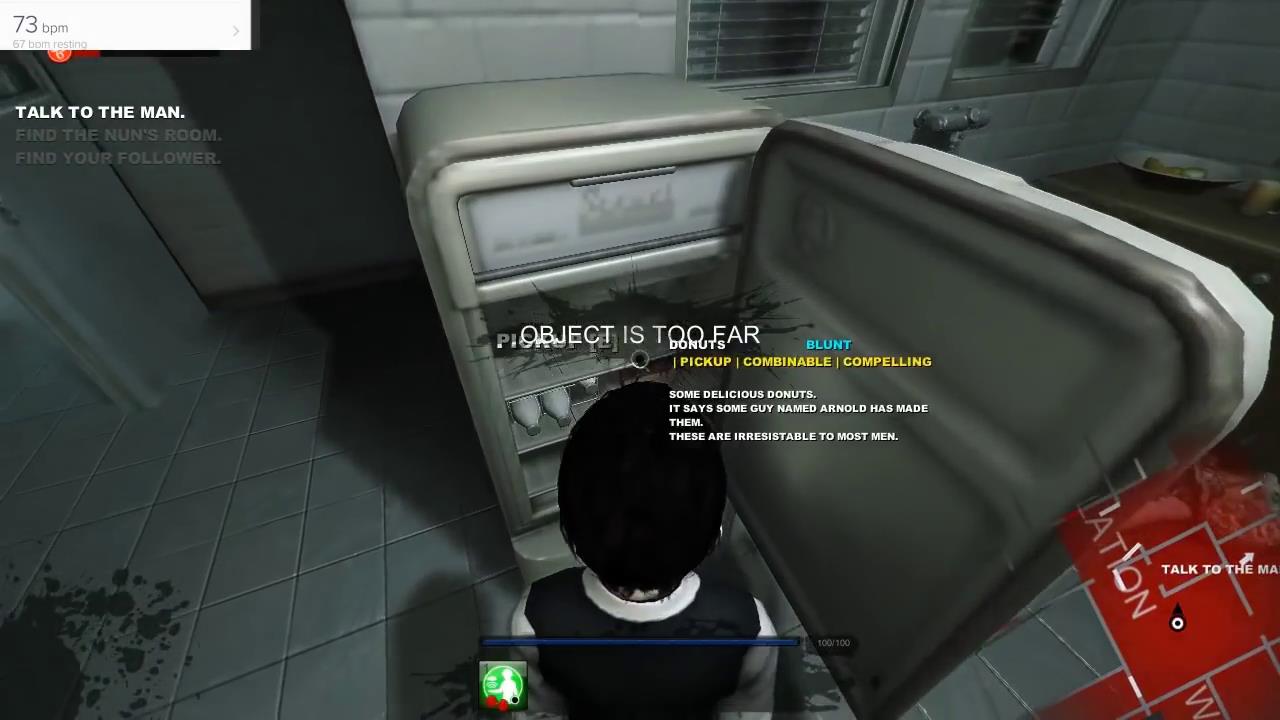 73 bpm
67 bpm resting
TALK TO THE MAN.
FIND THE NUN'S ROOM.
FIND YOUR FOLLOWER.
OBJECT IS TOO FAR
DONUTS
BLUNT
| PICKUP | COMBINABLE | COMPELLING
SOME DELICIOUS DONUTS.
IT SAYS SOME GUY NAMED ARNOLD HAS MADE
THEM.
THESE ARE IRRESISTABLE TO MOST MEN.
LATION
TALK TO THE MA
100/100
W